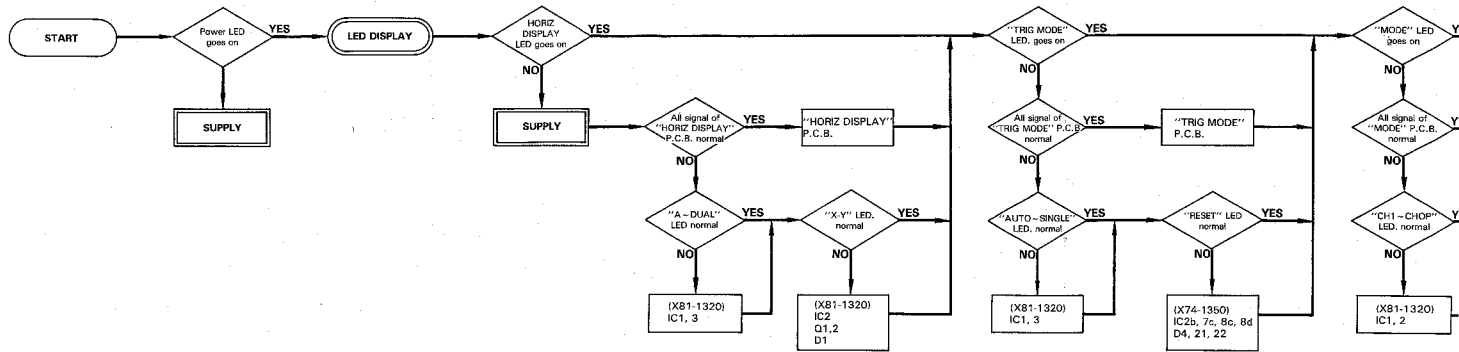 START
Power LED
goes on
YES
LED DISPLAY
HORIZ
DISPLAY
LED goes on
YES
NO
SUPPLY
SUPPLY
All signal of
"HORIZ DISPLAY"
P.C.B. normal
YES
"HORIZ DISPLAY"
P.C.B.
NO
"A ~ DUAL"
LED normal
YES
NO
(X81-1320)
IC1, 3
"X-Y" LED.
normal
YES
NO
(X81-1320)
IC2
Q1,2
D1
"TRIG MODE"
LED. goes on
YES
NO
All signal of
"TRIG MODE" P.C.B.
normal
YES
"TRIG MODE"
P.C.B.
NO
"AUTO ~ SINGLE"
LED. normal
YES
NO
(X81-1320)
IC1, 3
"RESET" LED
normal
YES
NO
(X74-1350)
IC2b, 7c, 8c, 8d
D4, 21, 22
"MODE" LED
goes on
NO
All signal of
"MODE" P.C.B.
normal
NO
"CH1 ~ CHOP"
LED. normal
NO
(X81-1320)
IC1, 2